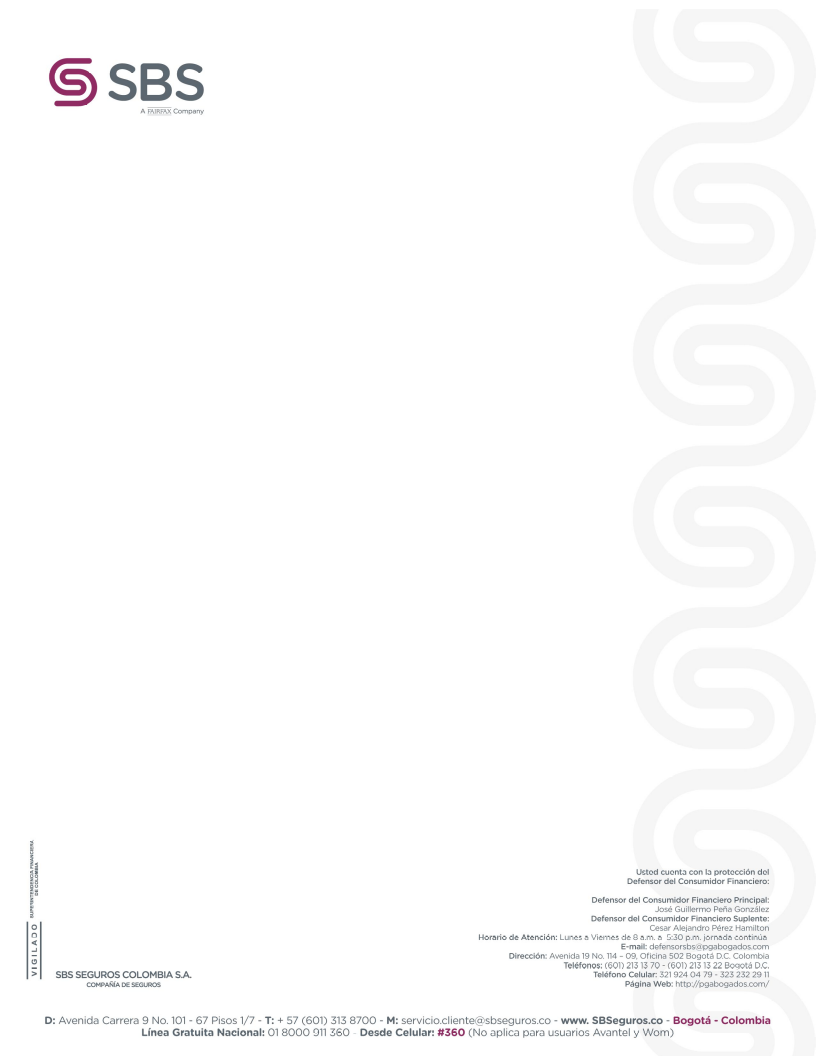 SBS
A FAIRFAX Company
Usted cuenta con la protección del
Defensor del Consumidor Financiero:
Defensor del Consumidor Financiero Principal:
José Guillermo Peña González
Defensor del Consumidor Financiero Suplente:
Cesar Alejandro Pérez Hamilton
Horario de Atención: Lunes a Viernes de 8 a.m. a 5:30 p.m. jornada continúa
E-mail: defensorsbs@pgabogados.com
Dirección: Avenida 19 No. 114 – 09, Oficina 502 Bogotá D.C. Colombia
Teléfonos: (601) 213 13 70 - (601) 213 13 22 Bogotá D.C.
Teléfono Celular: 321 924 04 79 - 323 232 29 11
Página Web: http://pgabogados.com/
VIGILADO
SUPERINTENDENCIA FINANCIERA
DE COLOMBIA
SBS SEGUROS COLOMBIA S.A.
COMPAÑÍA DE SEGUROS
D: Avenida Carrera 9 No. 101 - 67 Pisos 1/7 - T: + 57 (601) 313 8700 - M: servicio.cliente@sbseguros.co - www. SBSeguros.co - Bogotá - Colombia
Línea Gratuita Nacional: 01 8000 911 360 - Desde Celular: #360 (No aplica para usuarios Avantel y Wom)